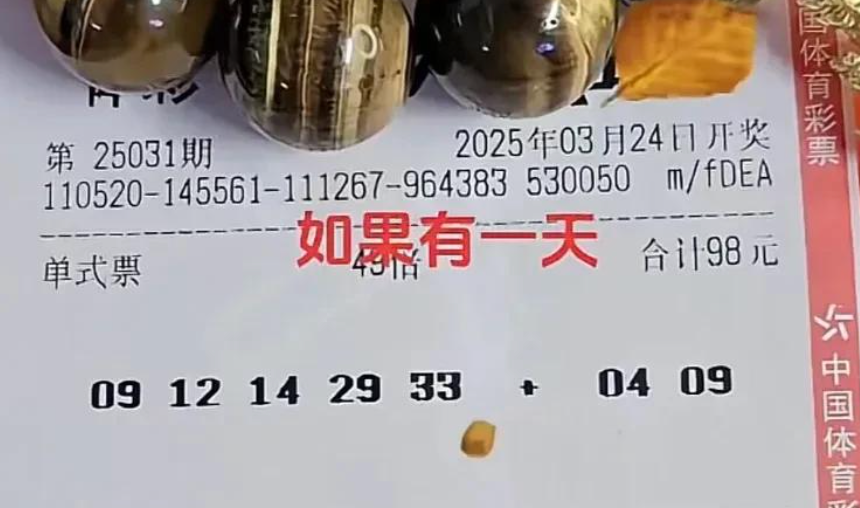 体彩
第 25031期 2025年03月24日开奖
110520-145561-111267-964383 530050 m/fDEA
如果有一天
单式票 49倍 合计98元
09 12 14 29 33 + 04 09
中国体育彩票
中国体育彩